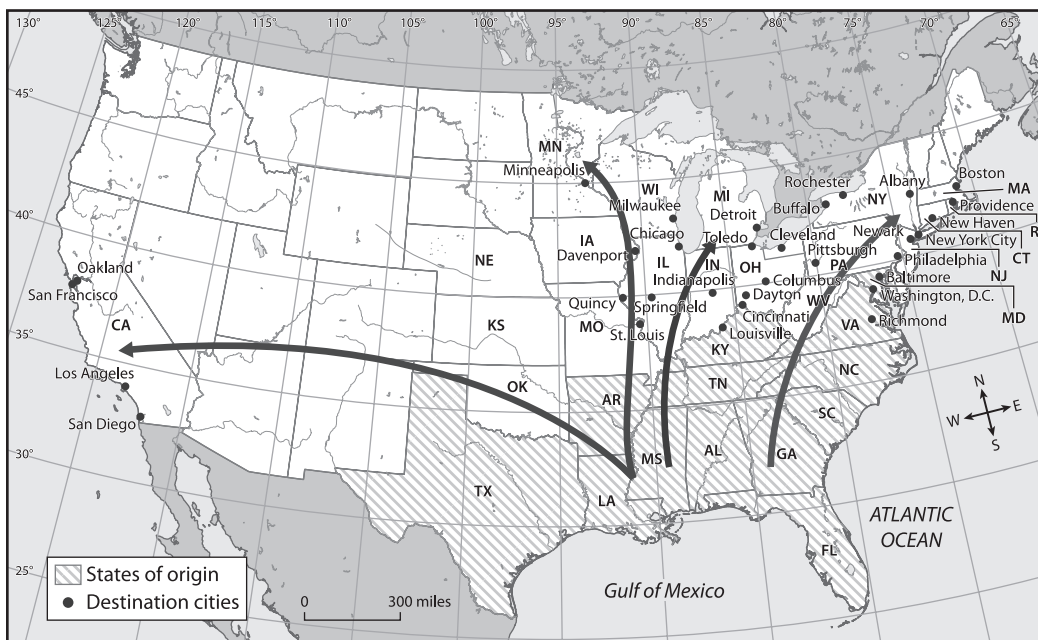 130°
125°
120°
115°
110°
105°
100°
95°
90°
85°
80°
75°
70°
65°
45°
40°
35°
30°
25°
MN
Minneapolis
WI
Milwaukee
MI
Detroit
Rochester
Buffalo
Albany
NY
Boston
MA
Providence
R
New Haven
CT
New York City
Newark
NJ
Philadelphia
Baltimore
MD
Washington, D.C.
Richmond
Chicago
Toledo
Cleveland
Pittsburgh
PA
IA
Davenport
IL
IN
Indianapolis
OH
Columbus
Dayton
Cincinnati
WV
VA
NE
Quincy
Springfield
MO
St. Louis
Louisville
KY
Oakland
San Francisco
CA
KS
NC
TN
Los Angeles
OK
AR
SC
San Diego
MS
AL
GA
TX
LA
FL
N
W
E
S
ATLANTIC
OCEAN
Gulf of Mexico
States of origin
Destination cities
0
300 miles